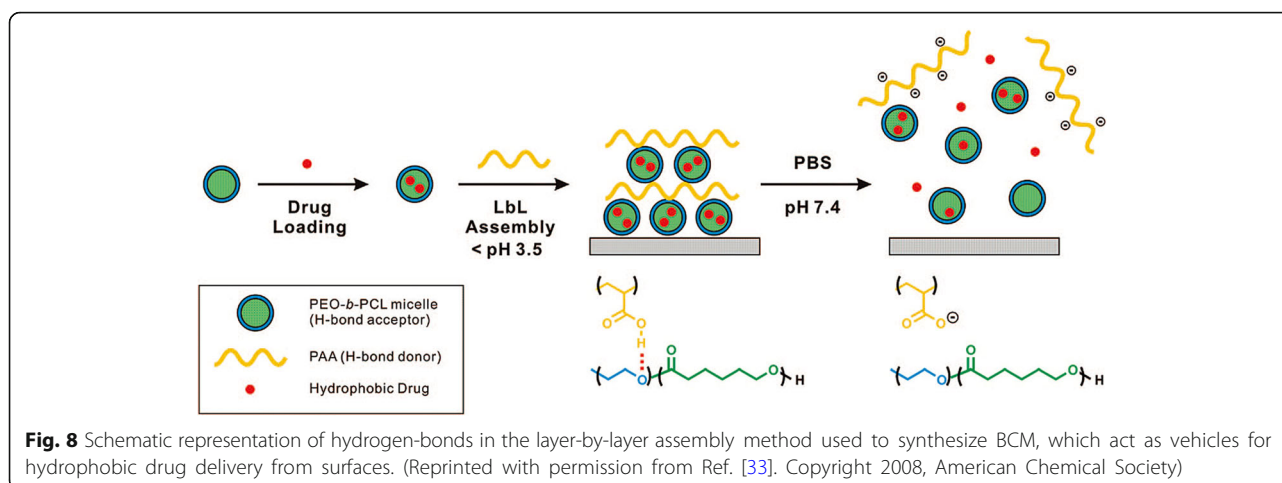 Drug
Loading
LbL
Assembly
< pH 3.5
PBS
pH 7.4
PEO-b-PCL micelle
(H-bond acceptor)
PAA (H-bond donor)
Hydrophobic Drug
O
O
H
O
O
O
H
O
O
O
O
O
H
Fig. 8 Schematic representation of hydrogen-bonds in the layer-by-layer assembly method used to synthesize BCM, which act as vehicles for
hydrophobic drug delivery from surfaces. (Reprinted with permission from Ref. [33]. Copyright 2008, American Chemical Society)